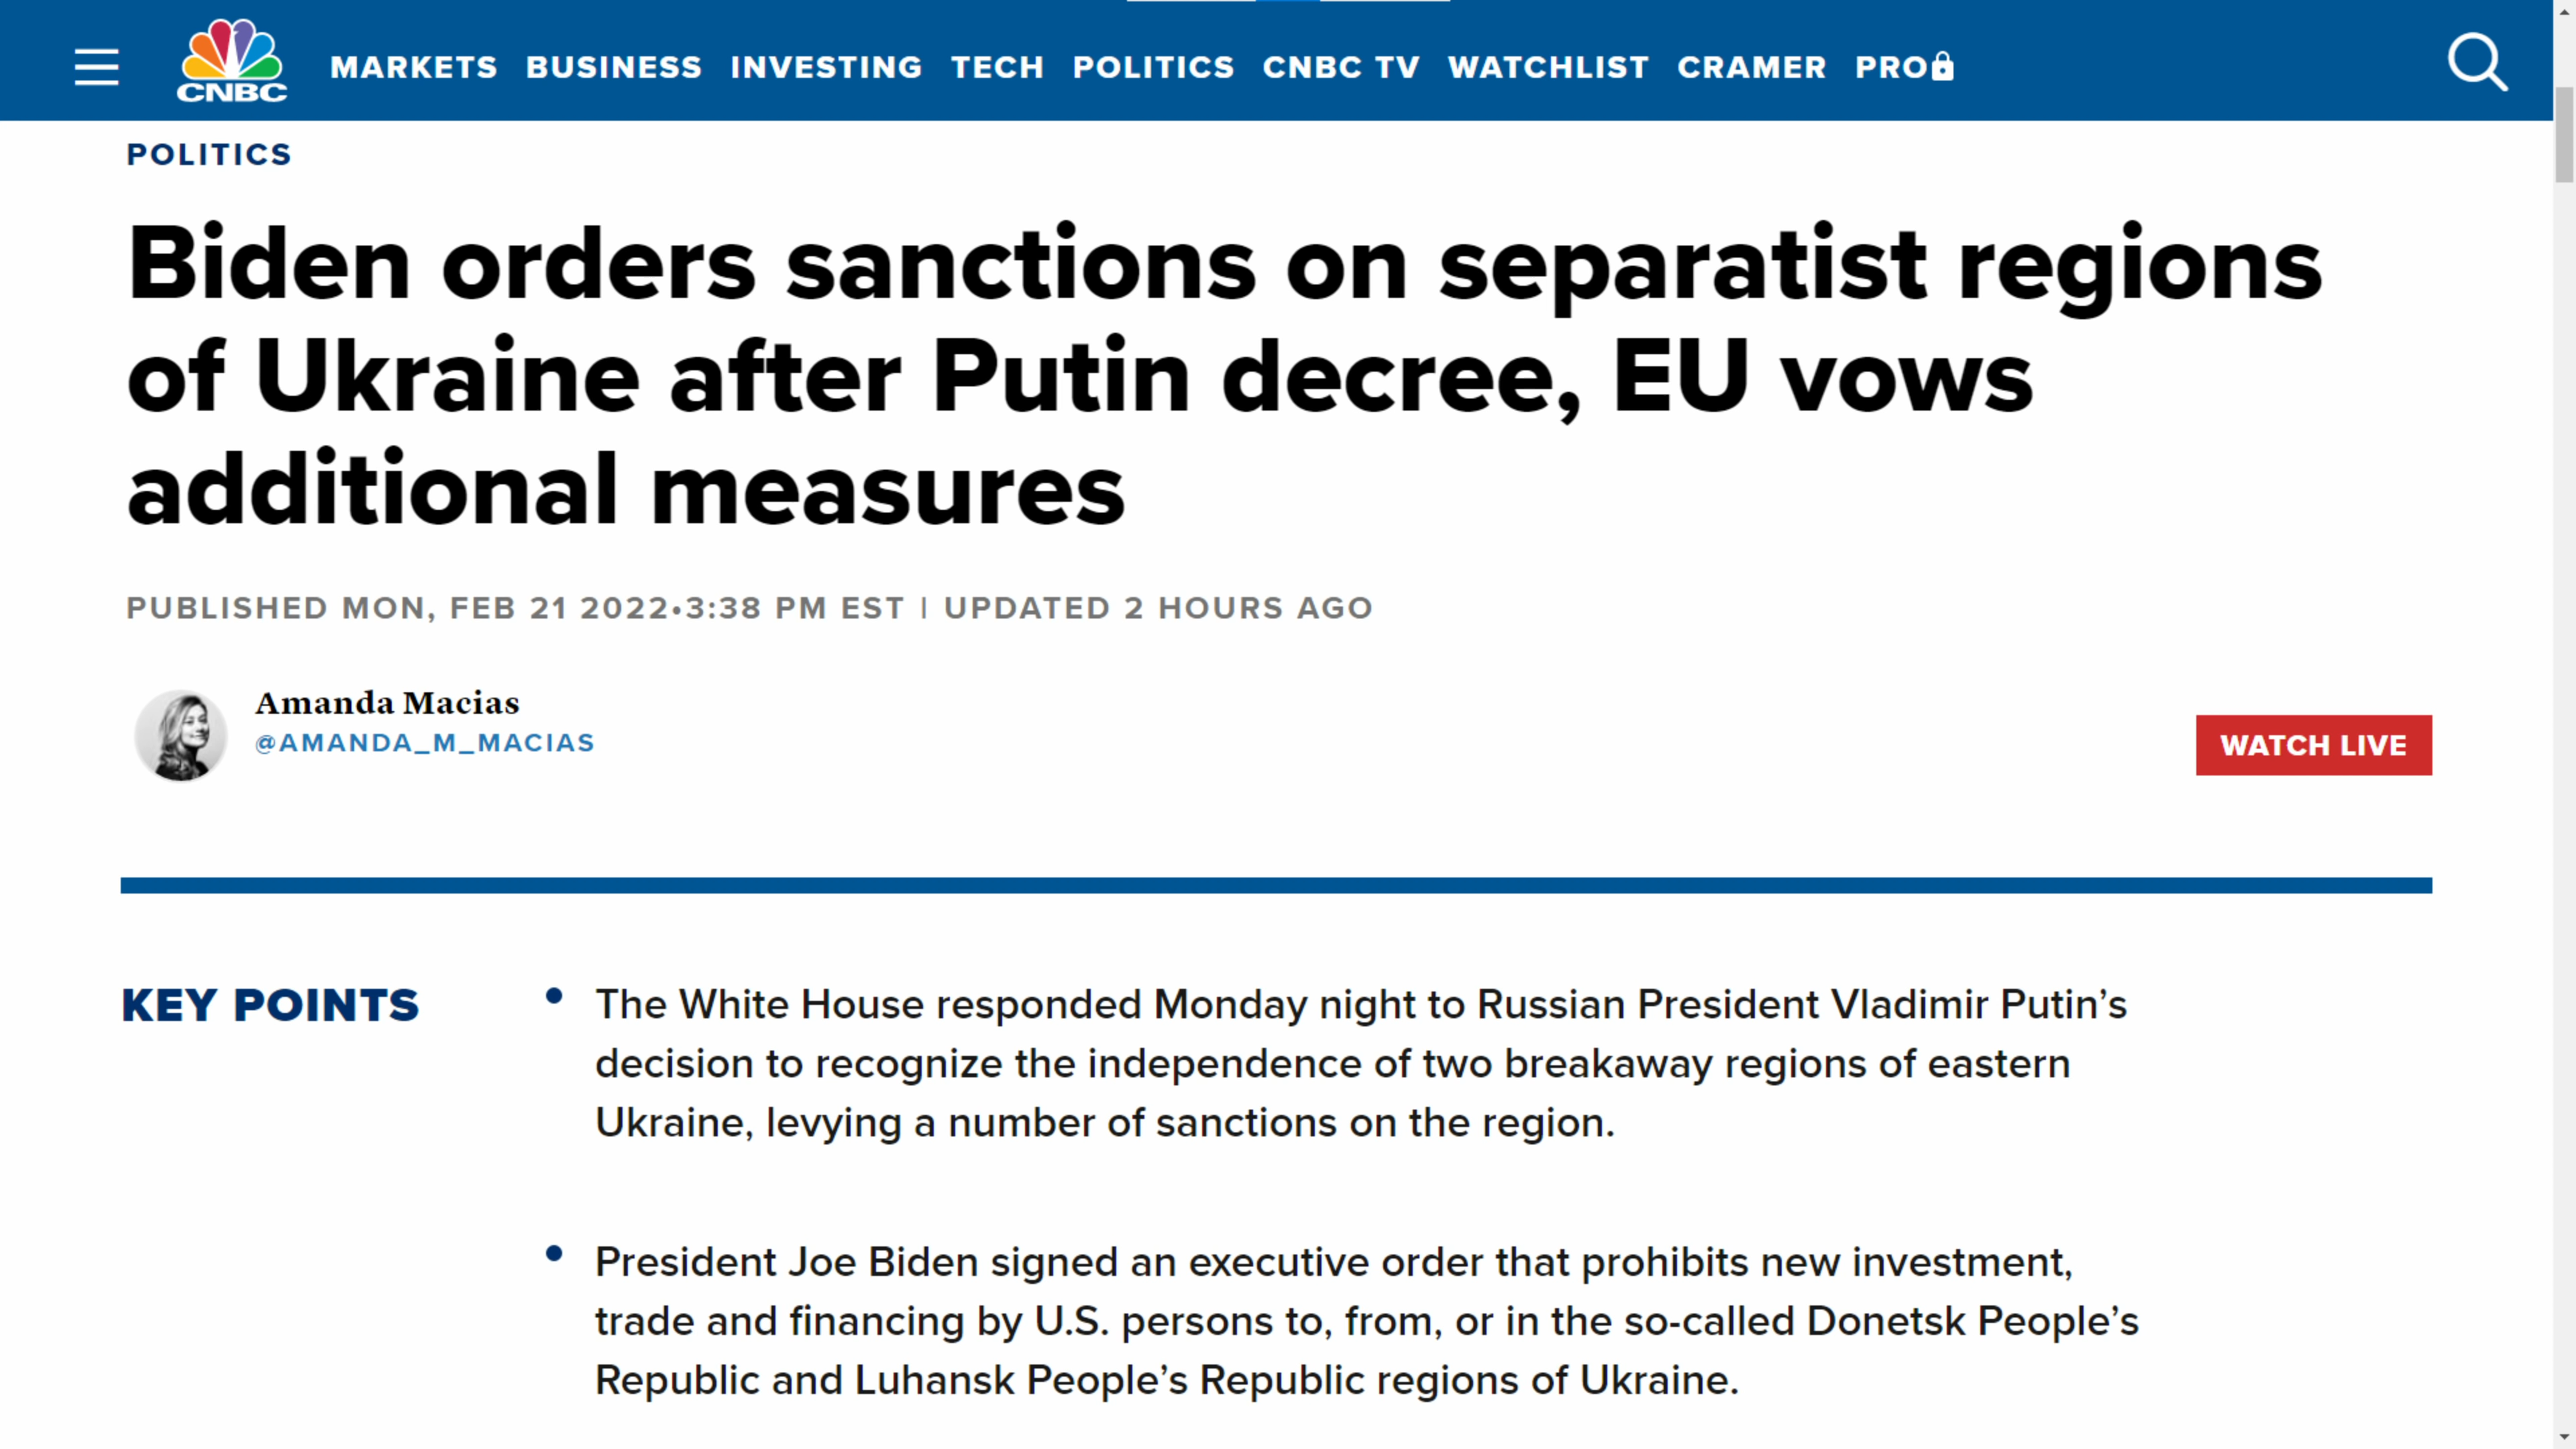 CNBC
MARKETS BUSINESS INVESTING TECH POLITICS CNBC TV WATCHLIST CRAMER PRO
POLITICS
Biden orders sanctions on separatist regions
of Ukraine after Putin decree, EU vows
additional measures
PUBLISHED MON, FEB 21 2022•3:38 PM EST | UPDATED 2 HOURS AGO
Amanda Macias
@AMANDA_M_MACIAS
WATCH LIVE
KEY POINTS
• The White House responded Monday night to Russian President Vladimir Putin’s
decision to recognize the independence of two breakaway regions of eastern
Ukraine, levying a number of sanctions on the region.
• President Joe Biden signed an executive order that prohibits new investment,
trade and financing by U.S. persons to, from, or in the so-called Donetsk People’s
Republic and Luhansk People’s Republic regions of Ukraine.